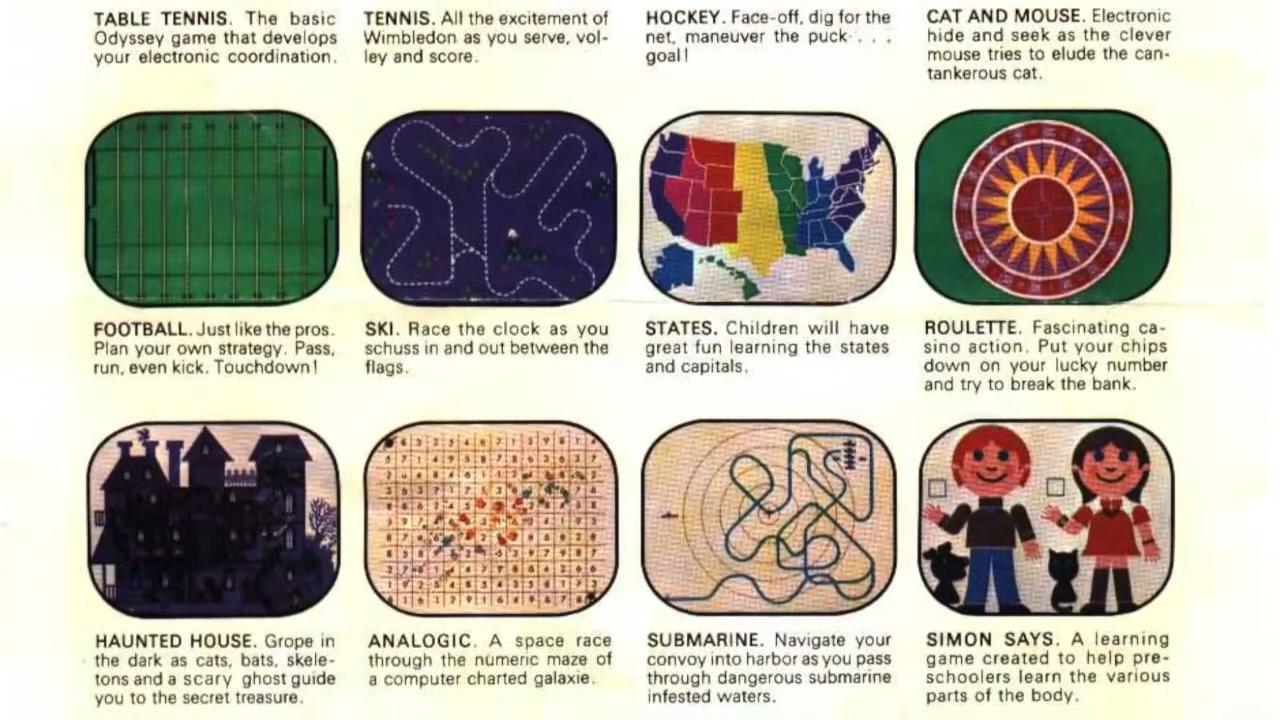 TABLE TENNIS. The basic
Odyssey game that develops
your electronic coordination.
TENNIS. All the excitement of
Wimbledon as you serve, vol-
ley and score.
HOCKEY. Face-off, dig for the
net, maneuver the puck . . .
goal!
CAT AND MOUSE. Electronic
hide and seek as the clever
mouse tries to elude the can-
tankerous cat.
FOOTBALL. Just like the pros.
Plan your own strategy. Pass,
run, even kick. Touchdown!
SKI. Race the clock as you
schuss in and out between the
flags.
STATES. Children will have
great fun learning the states
and capitals.
ROULETTE. Fascinating ca-
sino action. Put your chips
down on your lucky number
and try to break the bank.
HAUNTED HOUSE. Grope in
the dark as cats, bats, skele-
tons and a scary ghost guide
you to the secret treasure.
ANALOGIC. A space race
through the numeric maze of
a computer charted galaxie.
SUBMARINE. Navigate your
convoy into harbor as you pass
through dangerous submarine
infested waters.
SIMON SAYS. A learning
game created to help pre-
schoolers learn the various
parts of the body.